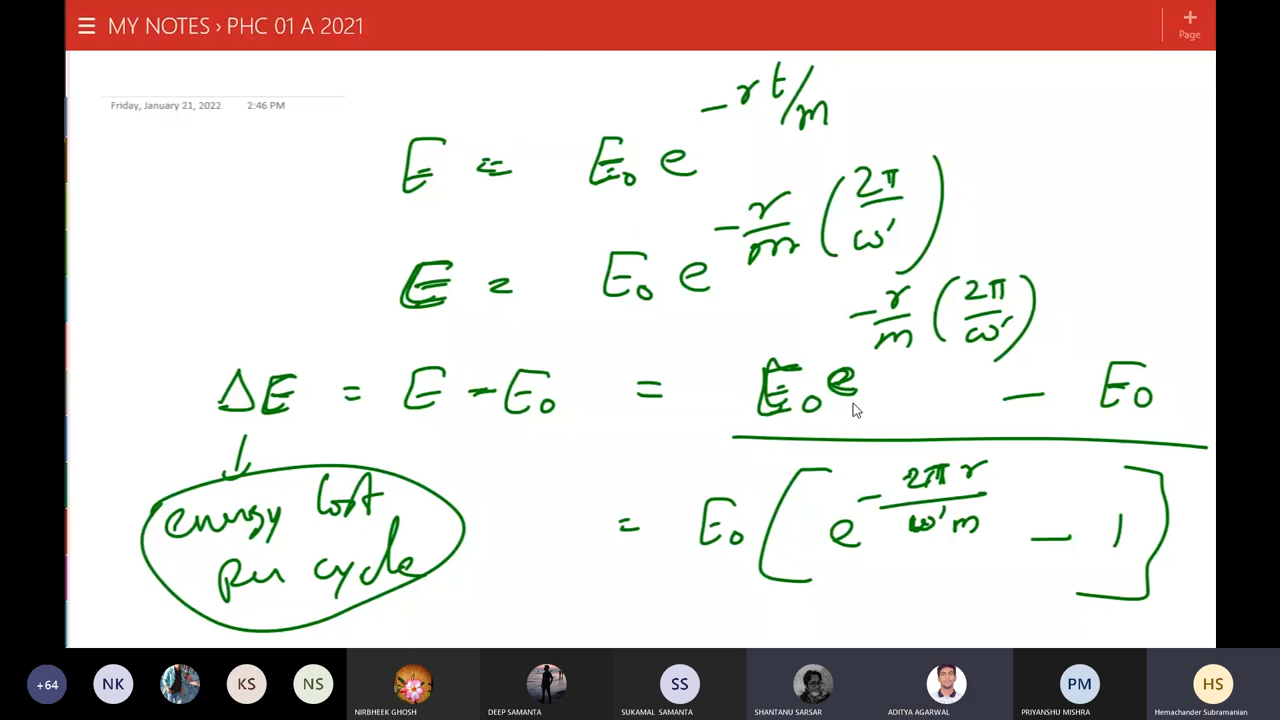 MY NOTES › PHC 01 A 2021
+
Page
Friday, January 21, 2022 2:46 PM
E = E₀ e^(-rt/m)
E = E₀ e^(-r/m (2π/ω'))
ΔE = E - E₀ = E₀ e^(-r/m (2π/ω')) - E₀
energy lost
per cycle
= E₀ [e^(-2πr/ω'm) - 1]
+64 NK KS NS SS PM HS
NIRBHEEK GHOSH DEEP SAMANTA SUKAMAL SAMANTA SHANTANU SARSAR ADITYA AGARWAL PRIYANSHU MISHRA Hemachander Subramanian